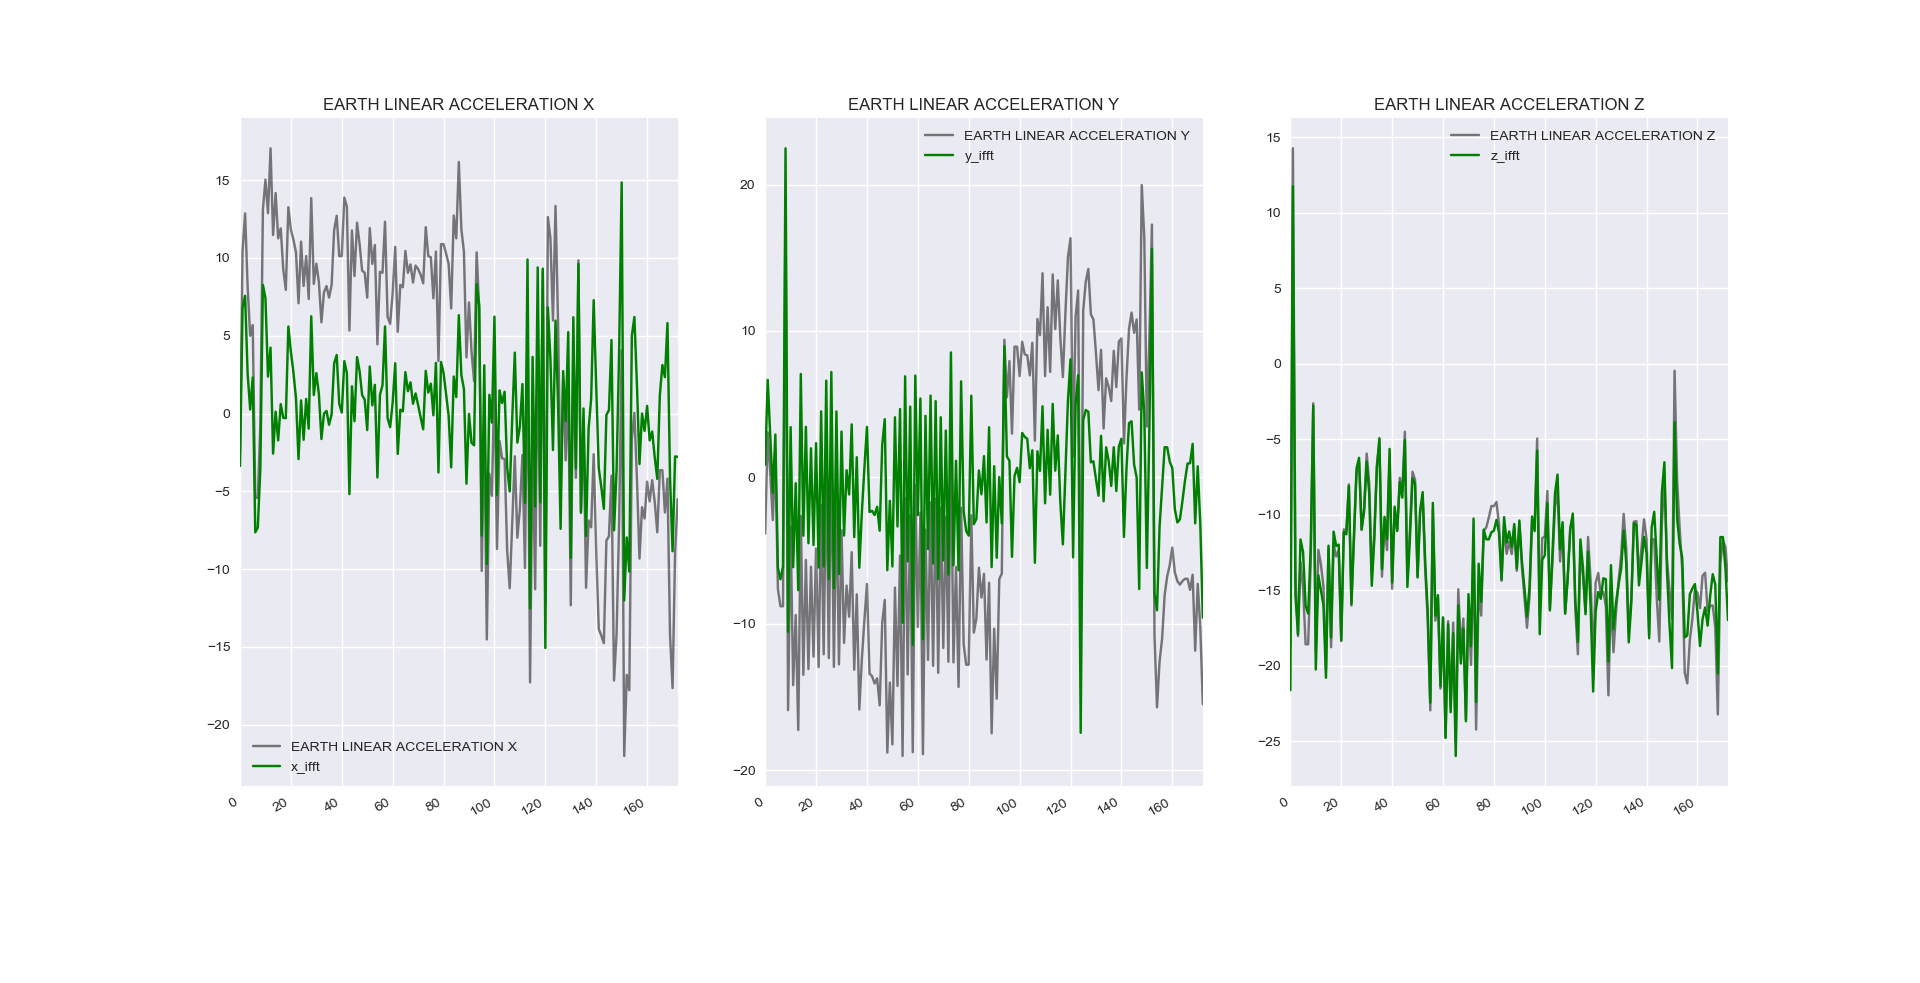 EARTH LINEAR ACCELERATION X
15
10
5
0
−5
−10
−15
−20
EARTH LINEAR ACCELERATION X
x_ifft
0 20 40 60 80 100 120 140 160
EARTH LINEAR ACCELERATION Y
EARTH LINEAR ACCELERATION Y
y_ifft
20
10
0
−10
−20
0 20 40 60 80 100 120 140 160
EARTH LINEAR ACCELERATION Z
EARTH LINEAR ACCELERATION Z
z_ifft
15
10
5
0
−5
−10
−15
−20
−25
0 20 40 60 80 100 120 140 160